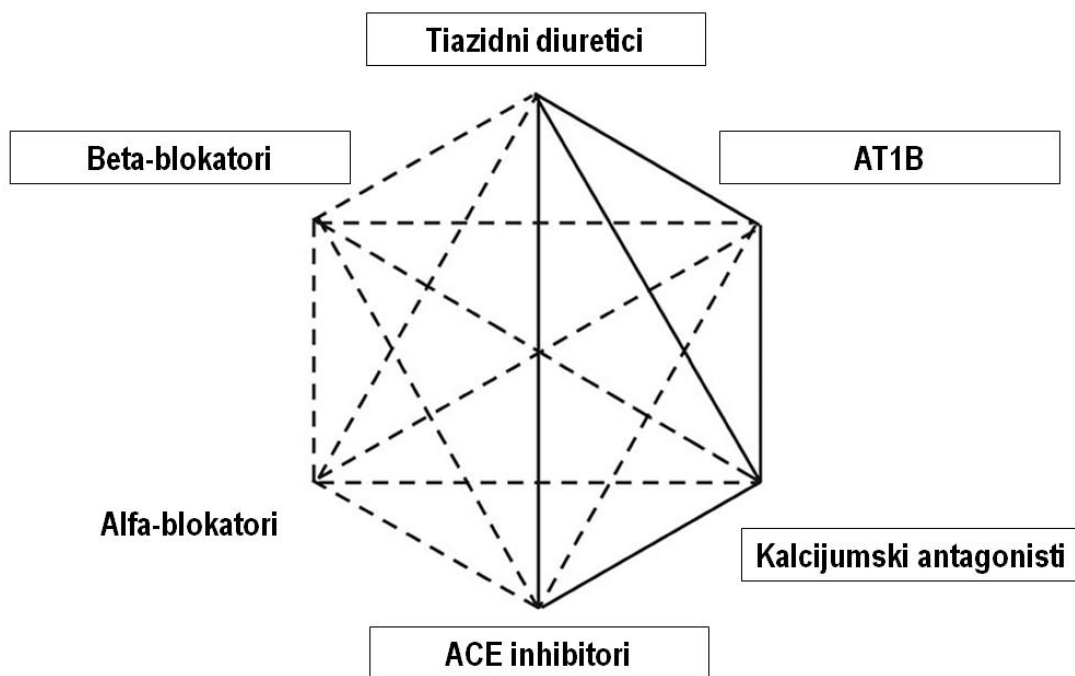 Tiazidni diuretici
Beta-blokatori
AT1B
Alfa-blokatori
Kalcijumski antagonisti
ACE inhibitori